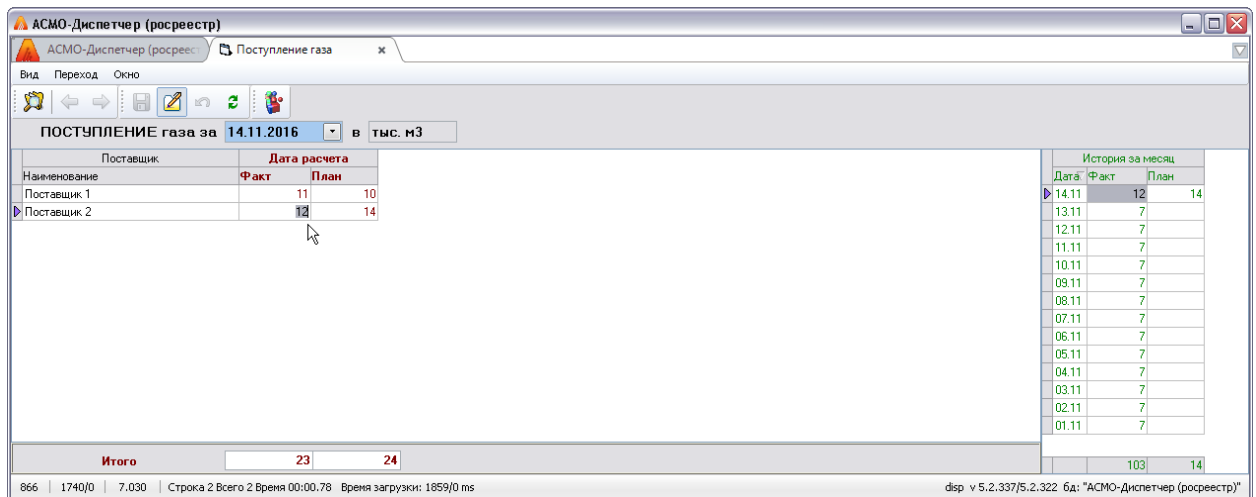 АСМО-Диспетчер (росреестр)
АСМО-Диспетчер (росреест Поступление газа
Вид Переход Окно
ПОСТУПЛЕНИЕ газа за 14.11.2016 в тыс. м3
Поставщик Дата расчета История за месяц
Наименование Факт План Дата Факт План
Поставщик 1 11 10 14.11 12 14
Поставщик 2 12 14 13.11 7
12.11 7
11.11 7
10.11 7
09.11 7
08.11 7
07.11 7
06.11 7
05.11 7
04.11 7
03.11 7
02.11 7
01.11 7
Итого 23 24 103 14
866 1740/0 7.030 Строка 2 Всего 2 Время 00:00.78 Время загрузки: 1859/0 ms disp v 5.2.337/5.2.322 бд: "АСМО-Диспетчер (росреестр)"